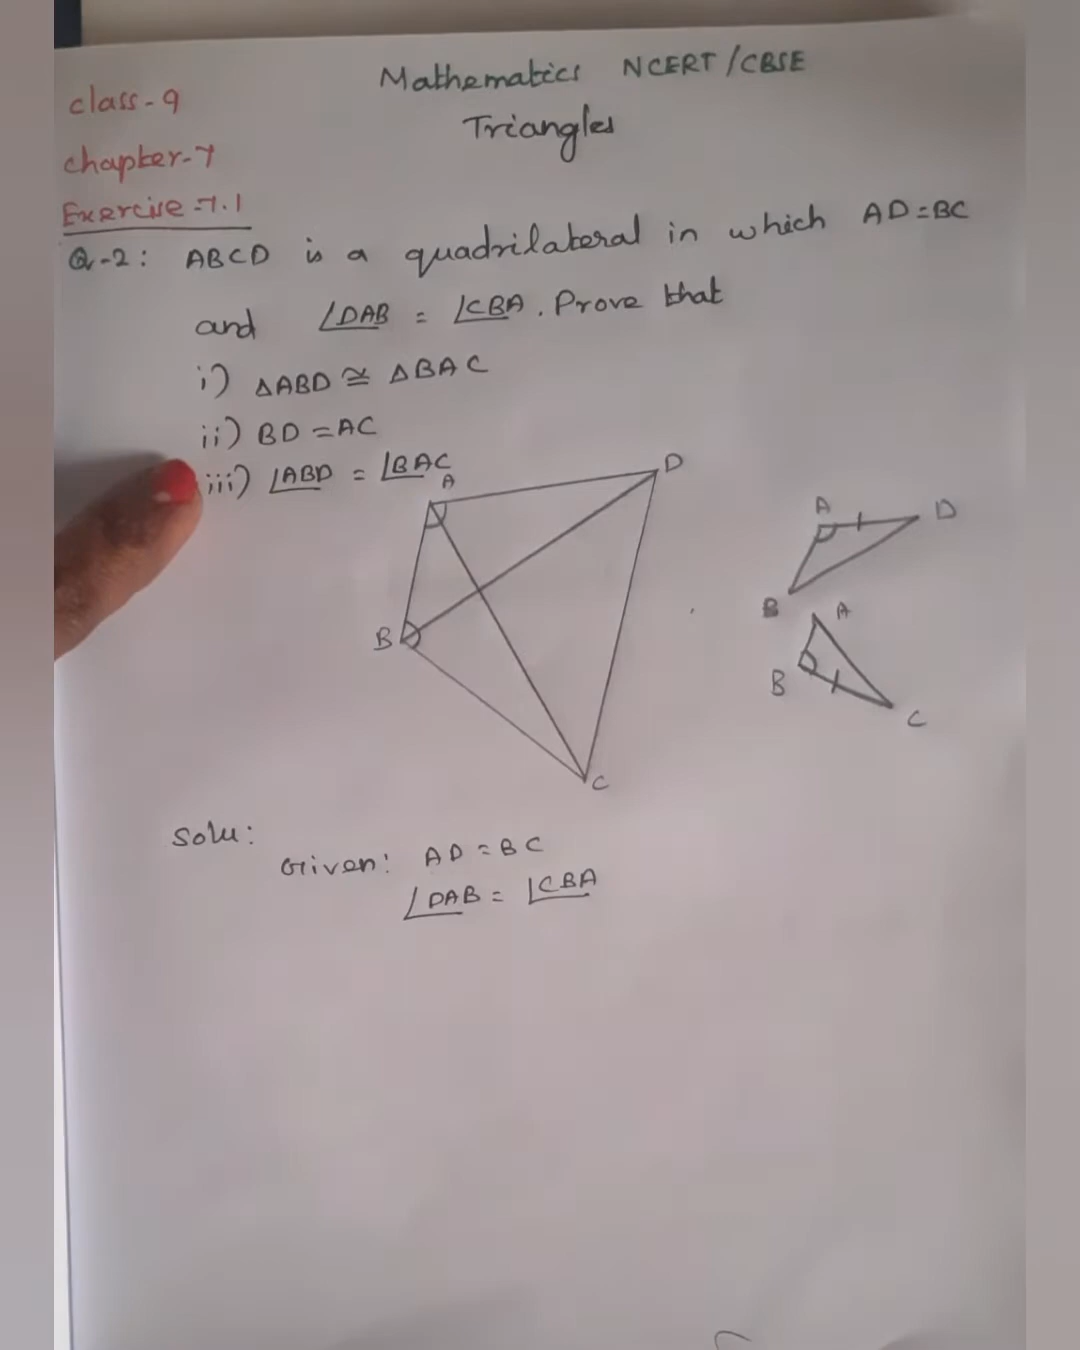 Mathematics NCERT/CBSE
class-9
Triangles
chapter-7
Exercise-7.1
Q-2: ABCD is a quadrilateral in which AD=BC
and ∠DAB = ∠CBA. Prove that
i) △ABD ≅ △BAC
ii) BD=AC
iii) ∠ABD = ∠BAC
A
D
B
C
A
D
B
A
B
C
Solu:
Given: AD=BC
∠DAB = ∠CBA